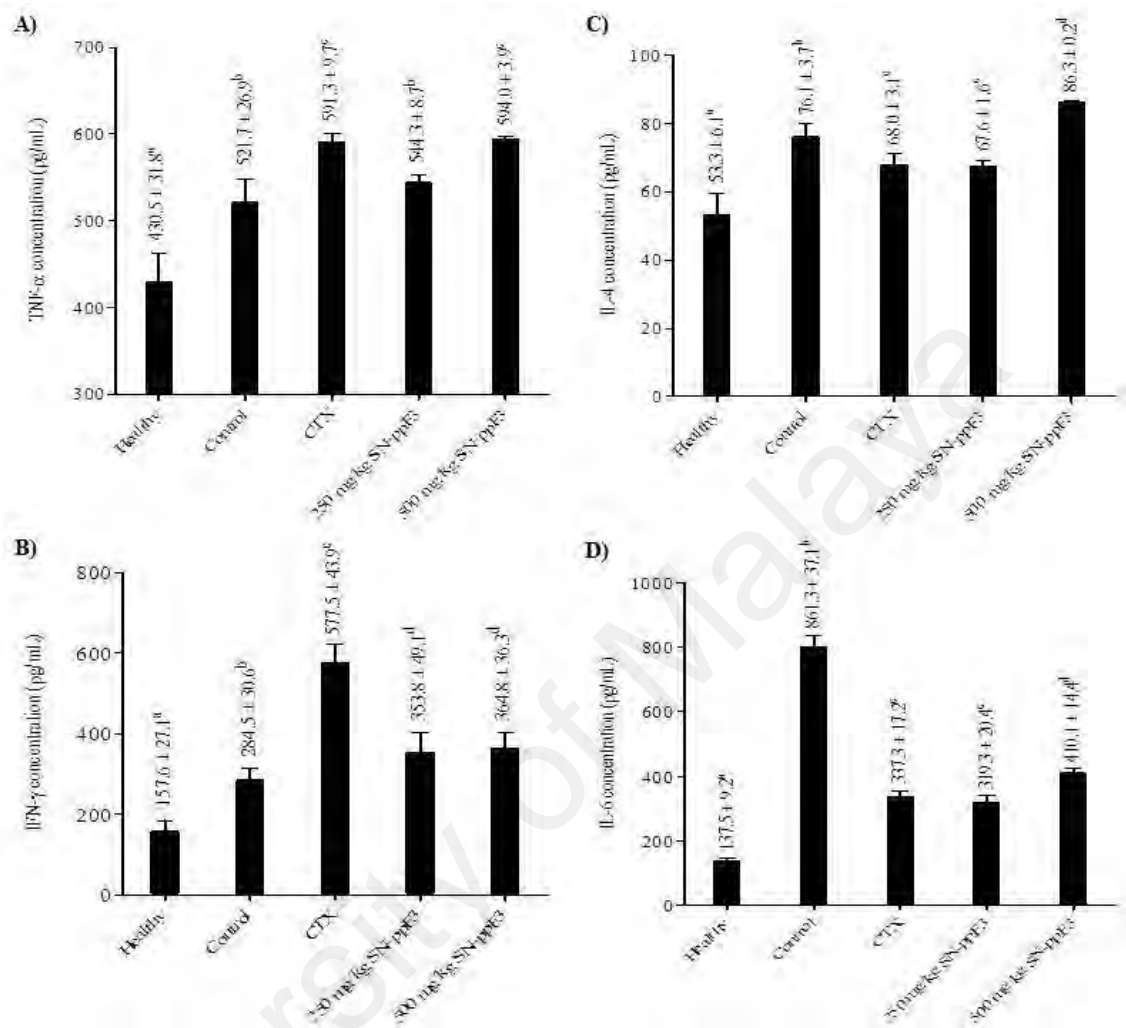 A)
TNF-α concentration (pg/mL)
700
600
500
400
300
430.5 ± 31.8ᵃ
521.7 ± 26.9ᵇ
591.3 ± 9.7ᶜ
544.3 ± 8.7ᵇ
594.0 ± 3.9ᶜ
Healthy
Control
CTX
250 mg/kg SN-ppF3
500 mg/kg SN-ppF3
B)
IFN-γ concentration (pg/mL)
800
600
400
200
0
157.6 ± 27.1ᵃ
284.5 ± 30.6ᵇ
577.5 ± 43.9ᶜ
353.8 ± 49.1ᵈ
364.8 ± 36.3ᵈ
Healthy
Control
CTX
250 mg/kg SN-ppF3
500 mg/kg SN-ppF3
C)
IL-4 concentration (pg/mL)
100
80
60
40
20
0
53.3 ± 6.1ᵃ
76.1 ± 3.7ᵇ
68.0 ± 3.1ᶜ
67.6 ± 1.6ᶜ
86.3 ± 0.2ᵈ
Healthy
Control
CTX
250 mg/kg SN-ppF3
500 mg/kg SN-ppF3
D)
IL-6 concentration (pg/mL)
1000
800
600
400
200
0
137.5 ± 9.2ᵃ
861.3 ± 37.1ᵇ
337.3 ± 17.2ᶜ
319.3 ± 20.4ᶜ
410.1 ± 14.4ᵈ
Healthy
Control
CTX
250 mg/kg SN-ppF3
500 mg/kg SN-ppF3
ersity of Malaya